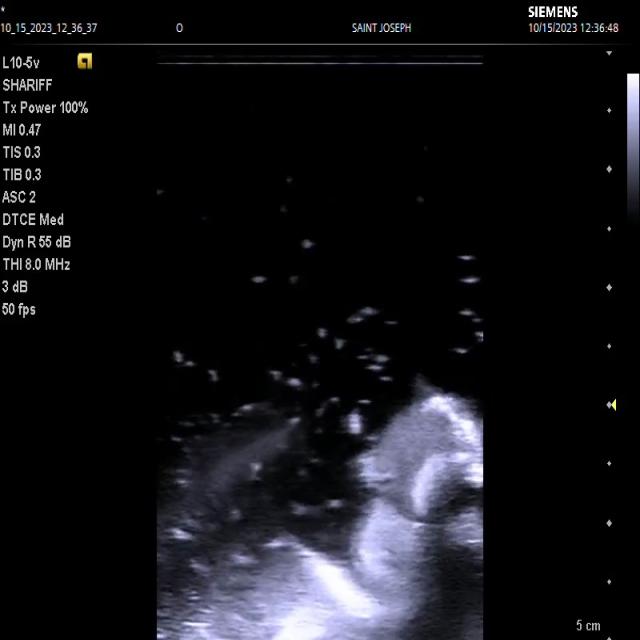 *
SIEMENS
10_15_2023_12_36_37 O SAINT JOSEPH 10/15/2023 12:36:48
L10-5v
SHARIFF
Tx Power 100%
MI 0.47
TIS 0.3
TIB 0.3
ASC 2
DTCE Med
Dyn R 55 dB
THI 8.0 MHz
3 dB
50 fps
5 cm